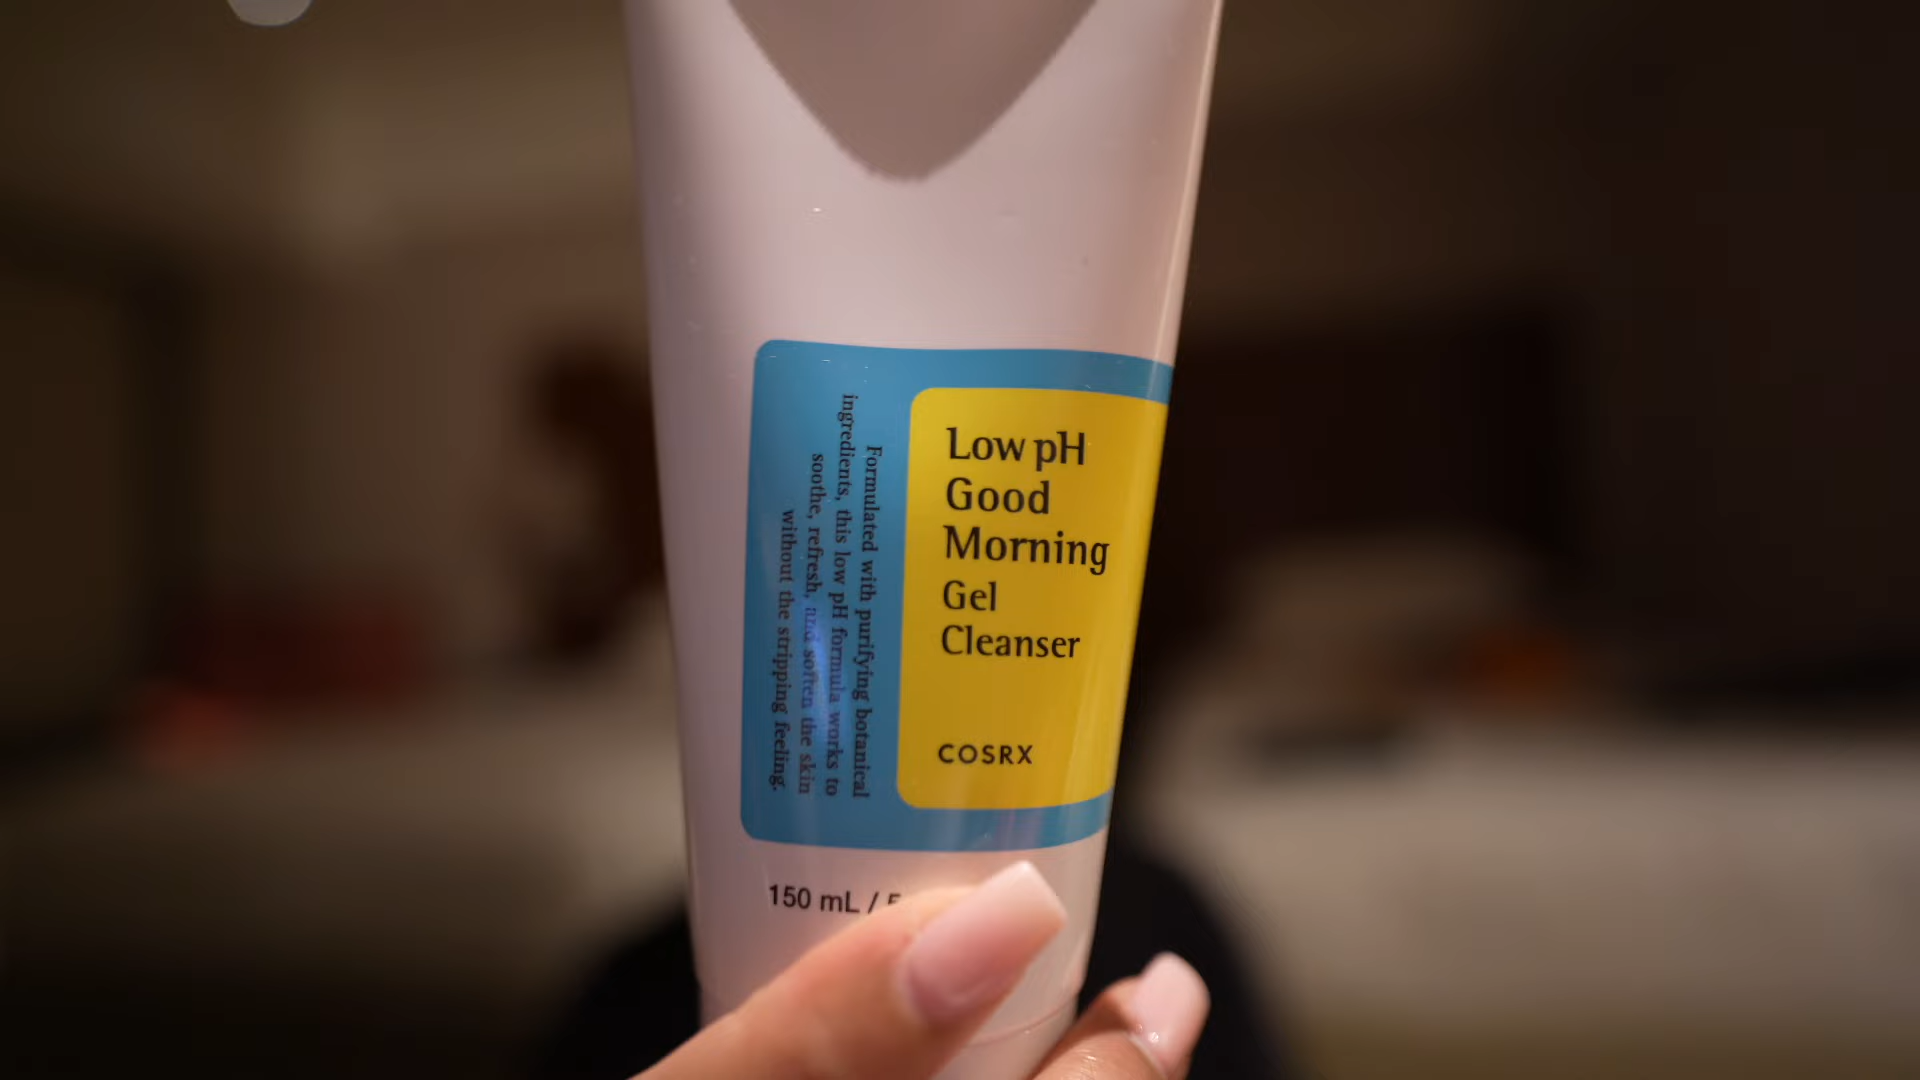 Low pH
Good
Morning
Gel
Cleanser
COSRX
Formulated with purifying botanical
ingredients, this low pH formula works to
soothe, refresh, and soften the skin
without the stripping feeling.
150 mL /